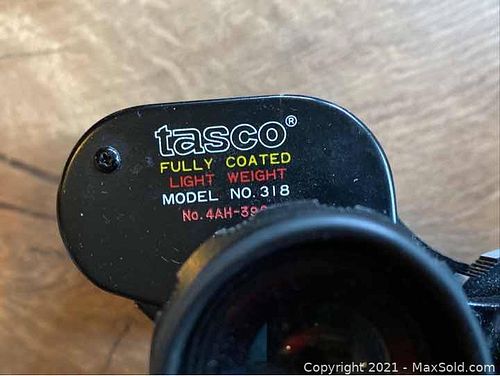 tasco®
FULLY COATED
LIGHT WEIGHT
MODEL NO. 318
Copyright 2021 - MaxSold.com